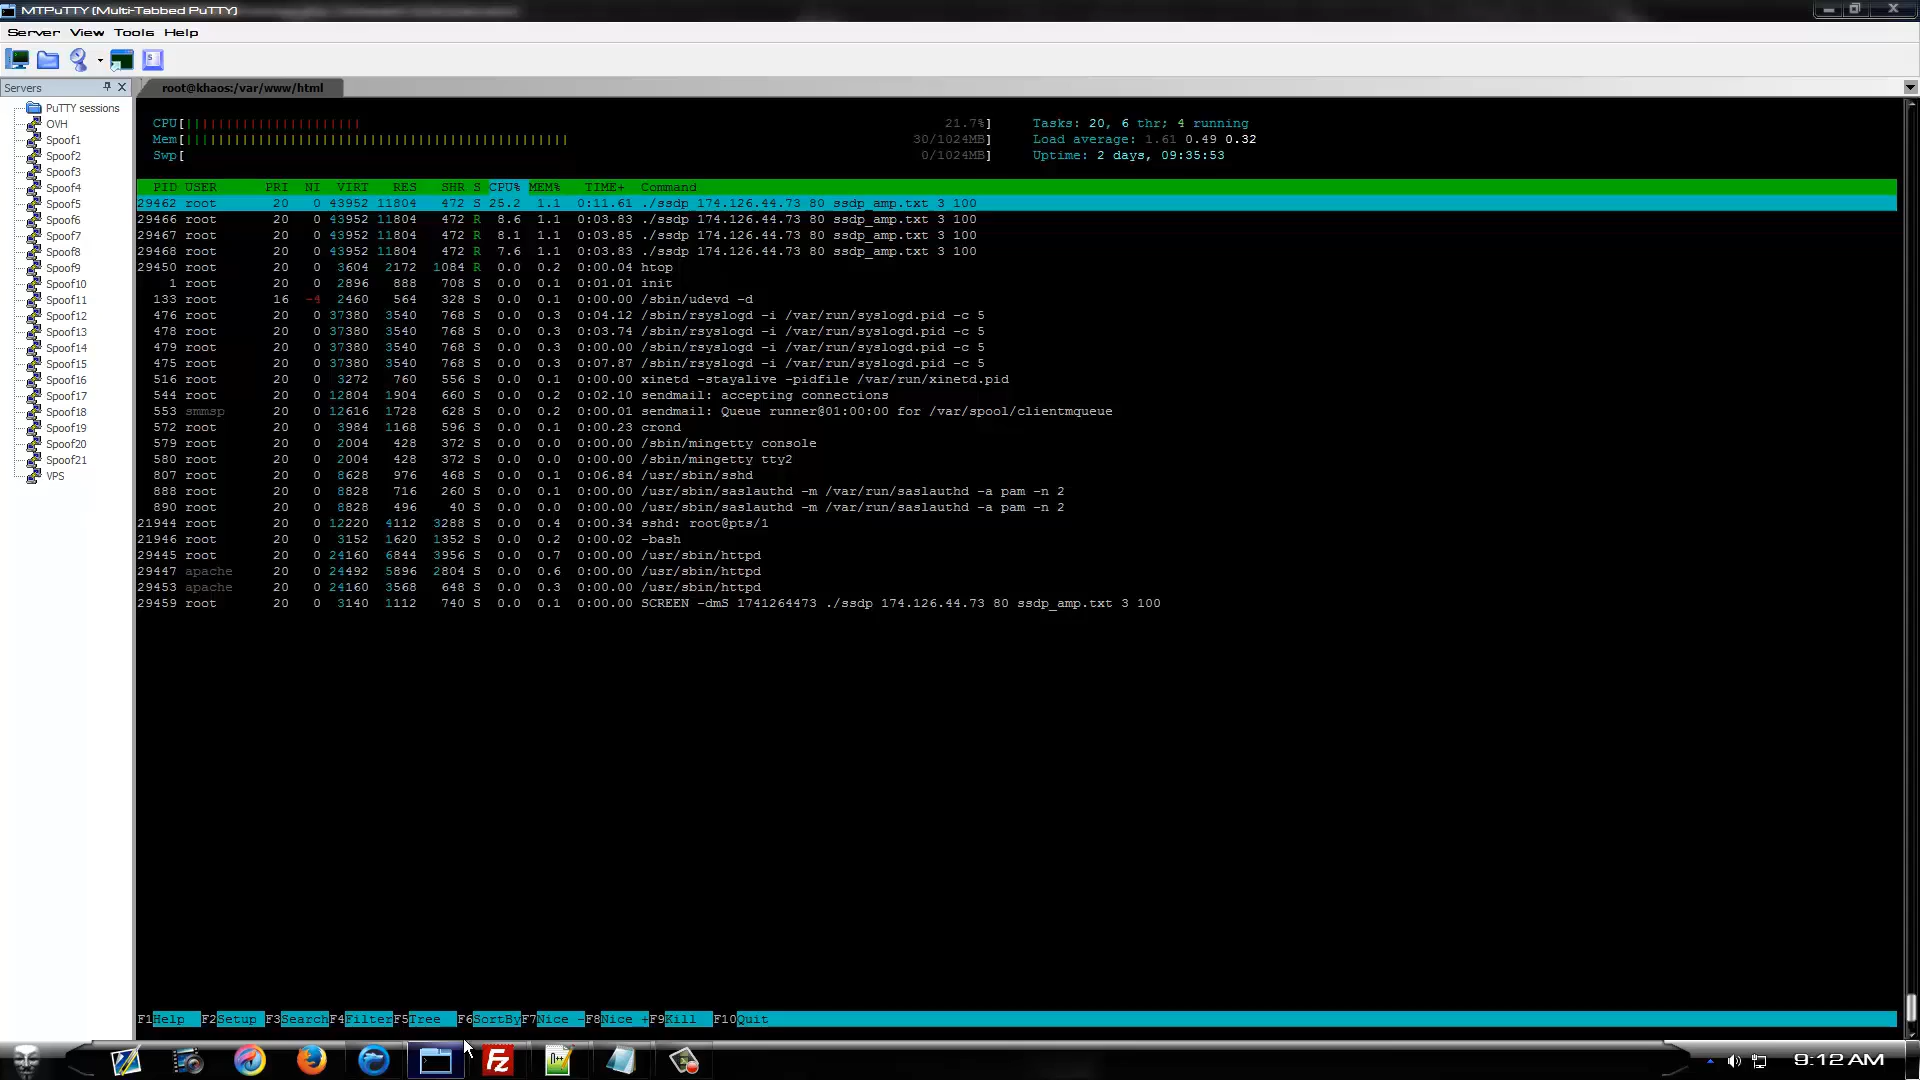 MTPuTTY (Multi-Tabbed PuTTY)
Server View Tools Help
Servers
root@khaos:/var/www/html
PuTTY sessions
OVH
Spoof1
Spoof2
Spoof3
Spoof4
Spoof5
Spoof6
Spoof7
Spoof8
Spoof9
Spoof10
Spoof11
Spoof12
Spoof13
Spoof14
Spoof15
Spoof16
Spoof17
Spoof18
Spoof19
Spoof20
Spoof21
VPS
CPU[ 21.7%] Tasks: 20, 6 thr; 4 running
Mem[ 30/1024MB] Load average: 1.61 0.49 0.32
Swp[ 0/1024MB] Uptime: 2 days, 09:35:53
PID USER PRI NI VIRT RES SHR S CPU% MEM% TIME+ Command
29462 root 20 0 43952 11804 472 S 25.2 1.1 0:11.61 ./ssdp 174.126.44.73 80 ssdp_amp.txt 3 100
29466 root 20 0 43952 11804 472 R 8.6 1.1 0:03.83 ./ssdp 174.126.44.73 80 ssdp_amp.txt 3 100
29467 root 20 0 43952 11804 472 R 8.1 1.1 0:03.85 ./ssdp 174.126.44.73 80 ssdp_amp.txt 3 100
29468 root 20 0 43952 11804 472 R 7.6 1.1 0:03.83 ./ssdp 174.126.44.73 80 ssdp_amp.txt 3 100
29450 root 20 0 3604 2172 1084 R 0.0 0.2 0:00.04 htop
1 root 20 0 2896 888 708 S 0.0 0.1 0:01.01 init
133 root 16 -4 2460 564 328 S 0.0 0.1 0:00.00 /sbin/udevd -d
476 root 20 0 37380 3540 768 S 0.0 0.3 0:04.12 /sbin/rsyslogd -i /var/run/syslogd.pid -c 5
478 root 20 0 37380 3540 768 S 0.0 0.3 0:03.74 /sbin/rsyslogd -i /var/run/syslogd.pid -c 5
479 root 20 0 37380 3540 768 S 0.0 0.3 0:00.00 /sbin/rsyslogd -i /var/run/syslogd.pid -c 5
475 root 20 0 37380 3540 768 S 0.0 0.3 0:07.87 /sbin/rsyslogd -i /var/run/syslogd.pid -c 5
516 root 20 0 3272 760 556 S 0.0 0.1 0:00.00 xinetd -stayalive -pidfile /var/run/xinetd.pid
544 root 20 0 12804 1904 660 S 0.0 0.2 0:02.10 sendmail: accepting connections
553 smmsp 20 0 12616 1728 628 S 0.0 0.2 0:00.01 sendmail: Queue runner@01:00:00 for /var/spool/clientmqueue
572 root 20 0 3984 1168 596 S 0.0 0.1 0:00.23 crond
579 root 20 0 2004 428 372 S 0.0 0.0 0:00.00 /sbin/mingetty console
580 root 20 0 2004 428 372 S 0.0 0.0 0:00.00 /sbin/mingetty tty2
807 root 20 0 8628 976 468 S 0.0 0.1 0:06.84 /usr/sbin/sshd
888 root 20 0 8828 716 260 S 0.0 0.1 0:00.00 /usr/sbin/saslauthd -m /var/run/saslauthd -a pam -n 2
890 root 20 0 8828 496 40 S 0.0 0.0 0:00.00 /usr/sbin/saslauthd -m /var/run/saslauthd -a pam -n 2
21944 root 20 0 12220 4112 3288 S 0.0 0.4 0:00.34 sshd: root@pts/1
21946 root 20 0 3152 1620 1352 S 0.0 0.2 0:00.02 -bash
29445 root 20 0 24160 6844 3956 S 0.0 0.7 0:00.00 /usr/sbin/httpd
29447 apache 20 0 24492 5896 2804 S 0.0 0.6 0:00.00 /usr/sbin/httpd
29453 apache 20 0 24160 3568 648 S 0.0 0.3 0:00.00 /usr/sbin/httpd
29459 root 20 0 3140 1112 740 S 0.0 0.1 0:00.00 SCREEN -dmS 1741264473 ./ssdp 174.126.44.73 80 ssdp_amp.txt 3 100
F1Help F2Setup F3SearchF4FilterF5Tree F6SortByF7Nice -F8Nice +F9Kill F10Quit
9:12 AM